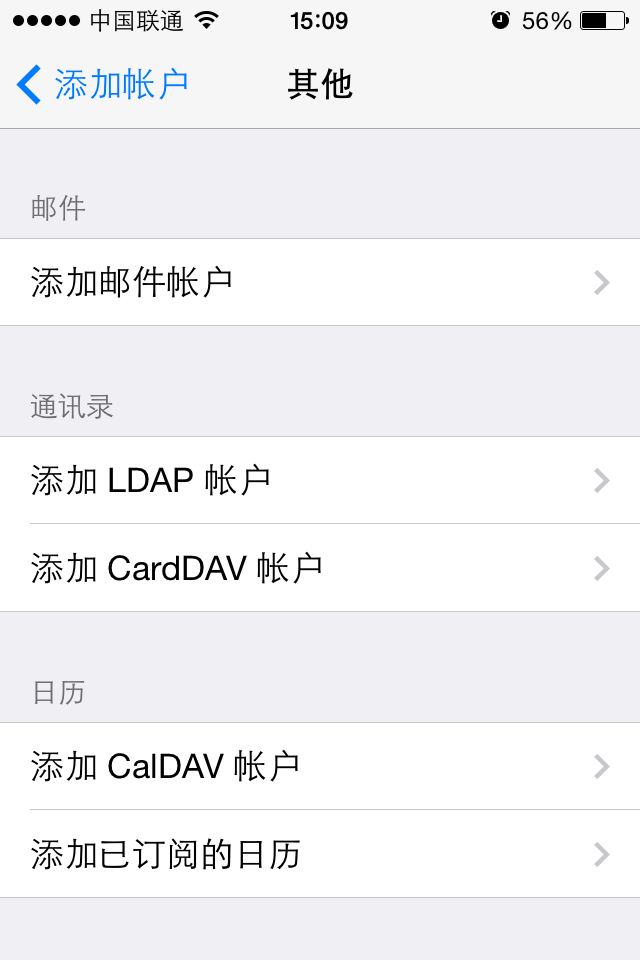 中国联通 15:09 56%
添加帐户 其他
邮件
添加邮件帐户
通讯录
添加 LDAP 帐户
添加 CardDAV 帐户
日历
添加 CalDAV 帐户
添加已订阅的日历